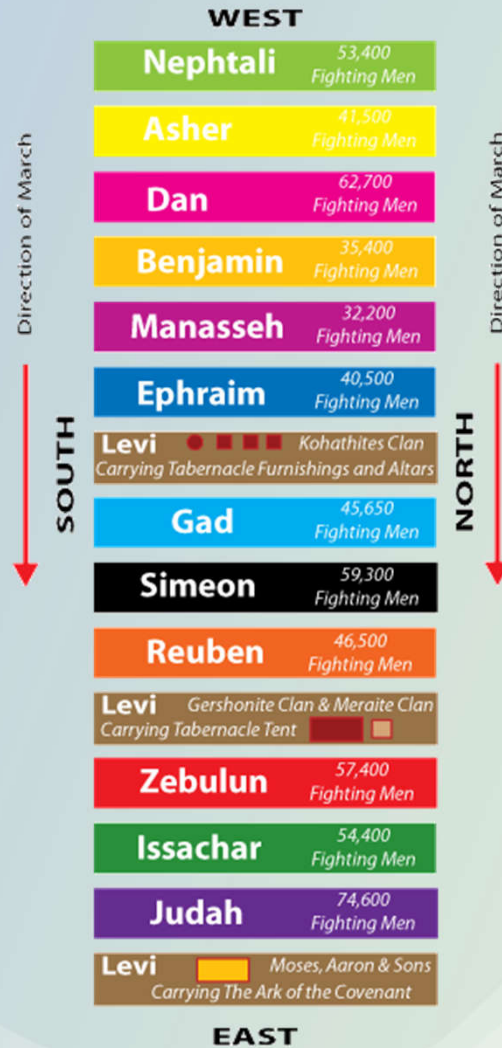 WEST
Nephtali 53,400
Fighting Men
Asher 41,500
Fighting Men
Dan 62,700
Fighting Men
Benjamin 35,400
Fighting Men
Manasseh 32,200
Fighting Men
Ephraim 40,500
Fighting Men
Levi Kohathites Clan
Carrying Tabernacle Furnishings and Altars
Gad 45,650
Fighting Men
Simeon 59,300
Fighting Men
Reuben 46,500
Fighting Men
Levi Gershonite Clan & Meraite Clan
Carrying Tabernacle Tent
Zebulun 57,400
Fighting Men
Issachar 54,400
Fighting Men
Judah 74,600
Fighting Men
Levi Moses, Aaron & Sons
Carrying The Ark of the Covenant
EAST
Direction of March
SOUTH
NORTH
Direction of March